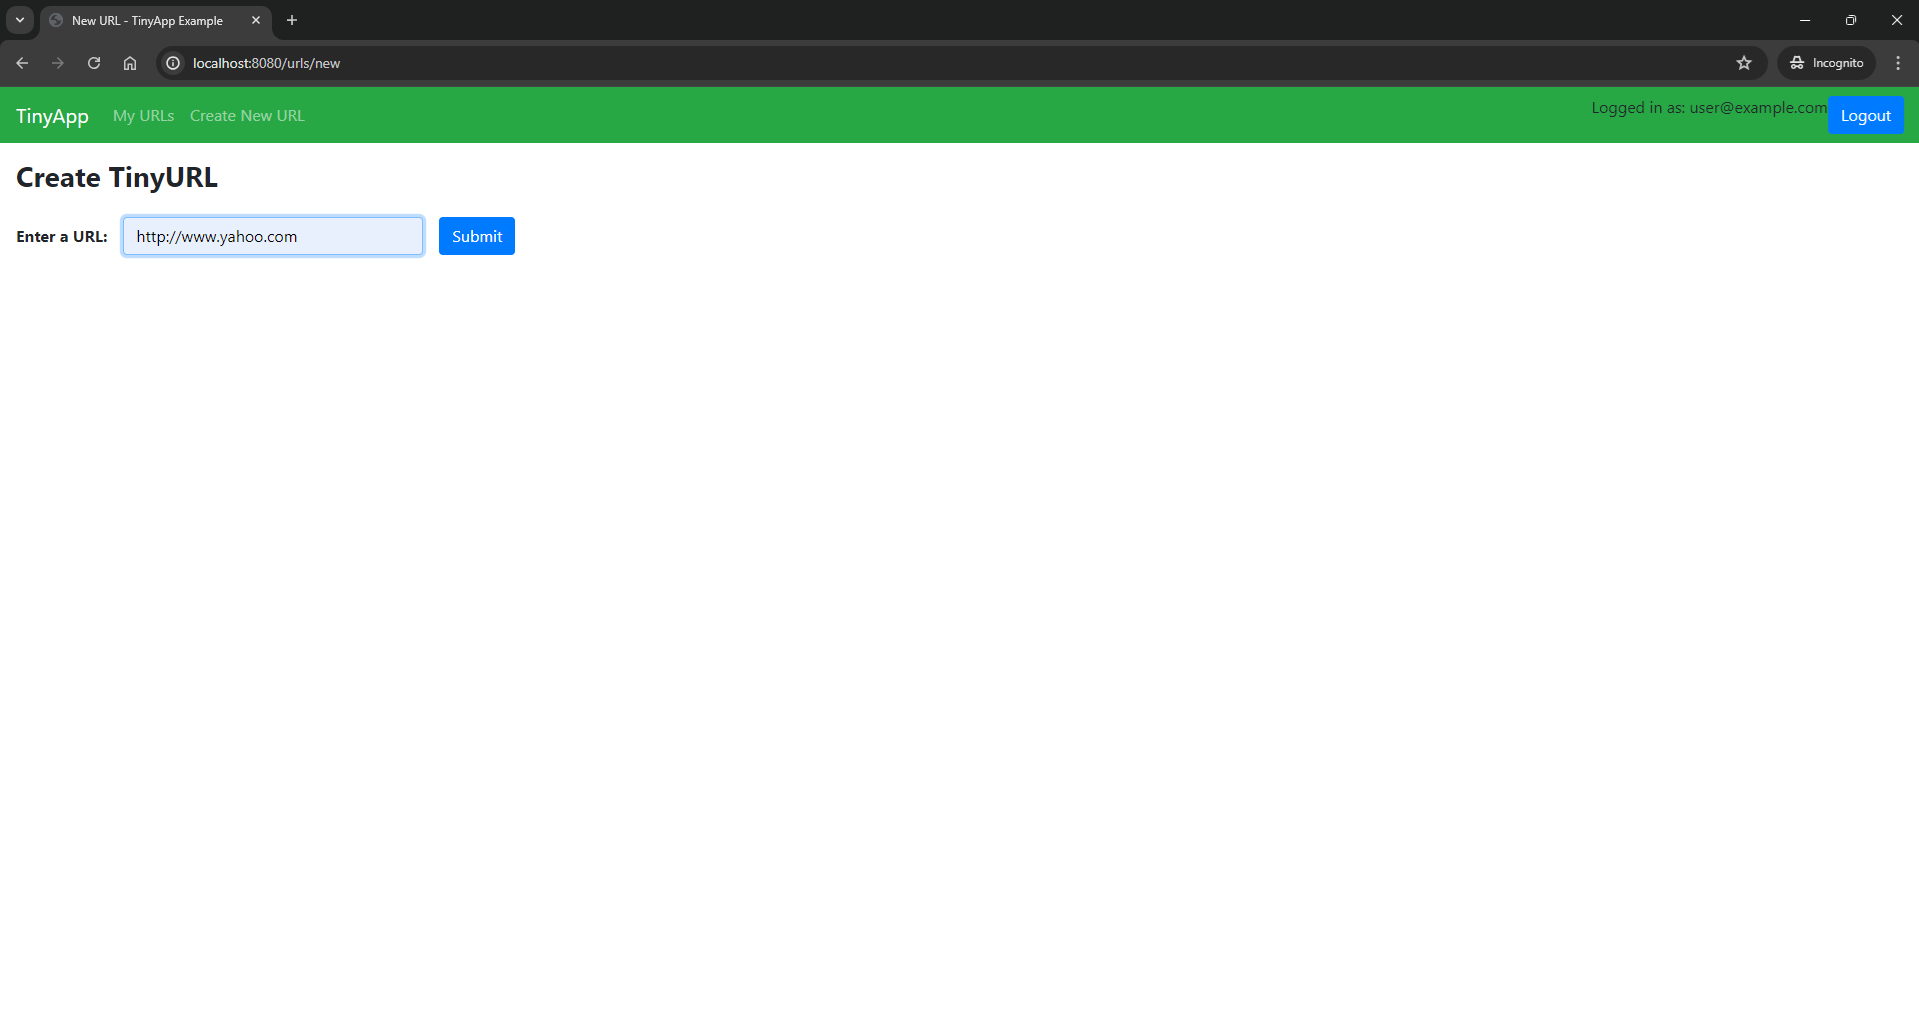 New URL - TinyApp Example
localhost:8080/urls/new
Incognito
TinyApp My URLs Create New URL Logged in as: user@example.com Logout
Create TinyURL
Enter a URL: http://www.yahoo.com Submit